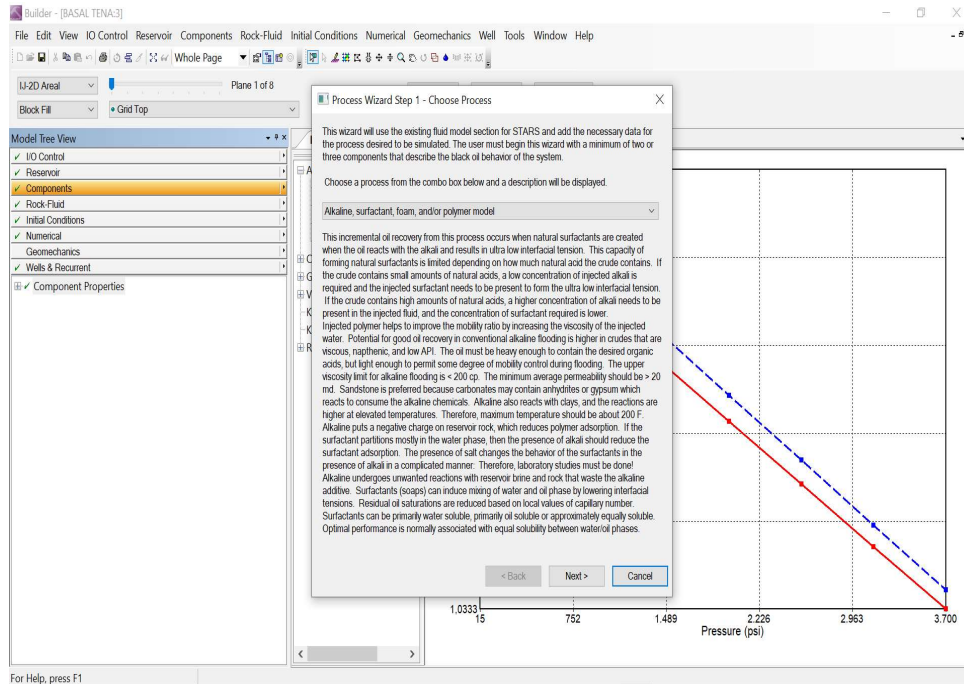 Builder - [BASAL TENA:3]
File Edit View IO Control Reservoir Components Rock-Fluid Initial Conditions Numerical Geomechanics Well Tools Window Help
Whole Page
IJ-2D Areal
Plane 1 of 8
Block Fill
Grid Top
Model Tree View
I/O Control
Reservoir
Components
Rock-Fluid
Initial Conditions
Numerical
Geomechanics
Wells & Recurrent
Component Properties
A
C
G
V
K
K
R
Process Wizard Step 1 - Choose Process
This wizard will use the existing fluid model section for STARS and add the necessary data for
the process desired to be simulated. The user must begin this wizard with a minimum of two or
three components that describe the black oil behavior of the system.
Choose a process from the combo box below and a description will be displayed.
Alkaline, surfactant, foam, and/or polymer model
This incremental oil recovery from this process occurs when natural surfactants are created
when the oil reacts with the alkali and results in ultra low interfacial tension. This capacity of
forming natural surfactants is limited depending on how much natural acid the crude contains. If
the crude contains small amounts of natural acids, a low concentration of injected alkali is
required and the injected surfactant needs to be present to form the ultra low interfacial tension.
If the crude contains high amounts of natural acids, a higher concentration of alkali needs to be
present in the injected fluid, and the concentration of surfactant required is lower.
Injected polymer helps to improve the mobility ratio by increasing the viscosity of the injected
water. Potential for good oil recovery in conventional alkaline flooding is higher in crudes that are
viscous, napthenic, and low API. The oil must be heavy enough to contain the desired organic
acids, but light enough to permit some degree of mobility control during flooding. The upper
viscosity limit for alkaline flooding is < 200 cp. The minimum average permeability should be > 20
md. Sandstone is preferred because carbonates may contain anhydrites or gypsum which
reacts to consume the alkaline chemicals. Alkaline also reacts with clays, and the reactions are
higher at elevated temperatures. Therefore, maximum temperature should be about 200 F.
Alkaline puts a negative charge on reservoir rock, which reduces polymer adsorption. If the
surfactant partitions mostly in the water phase, then the presence of alkali should reduce the
surfactant adsorption. The presence of salt changes the behavior of the surfactants in the
presence of alkali in a complicated manner. Therefore, laboratory studies must be done!
Alkaline undergoes unwanted reactions with reservoir brine and rock that waste the alkaline
additive. Surfactants (soaps) can induce mixing of water and oil phase by lowering interfacial
tensions. Residual oil saturations are reduced based on local values of capillary number.
Surfactants can be primarily water soluble, primarily oil soluble or approximately equally soluble.
Optimal performance is normally associated with equal solubility between water/oil phases.
< Back
Next >
Cancel
1,0333
15
752
1.489
2.226
2.963
3.700
Pressure (psi)
For Help, press F1